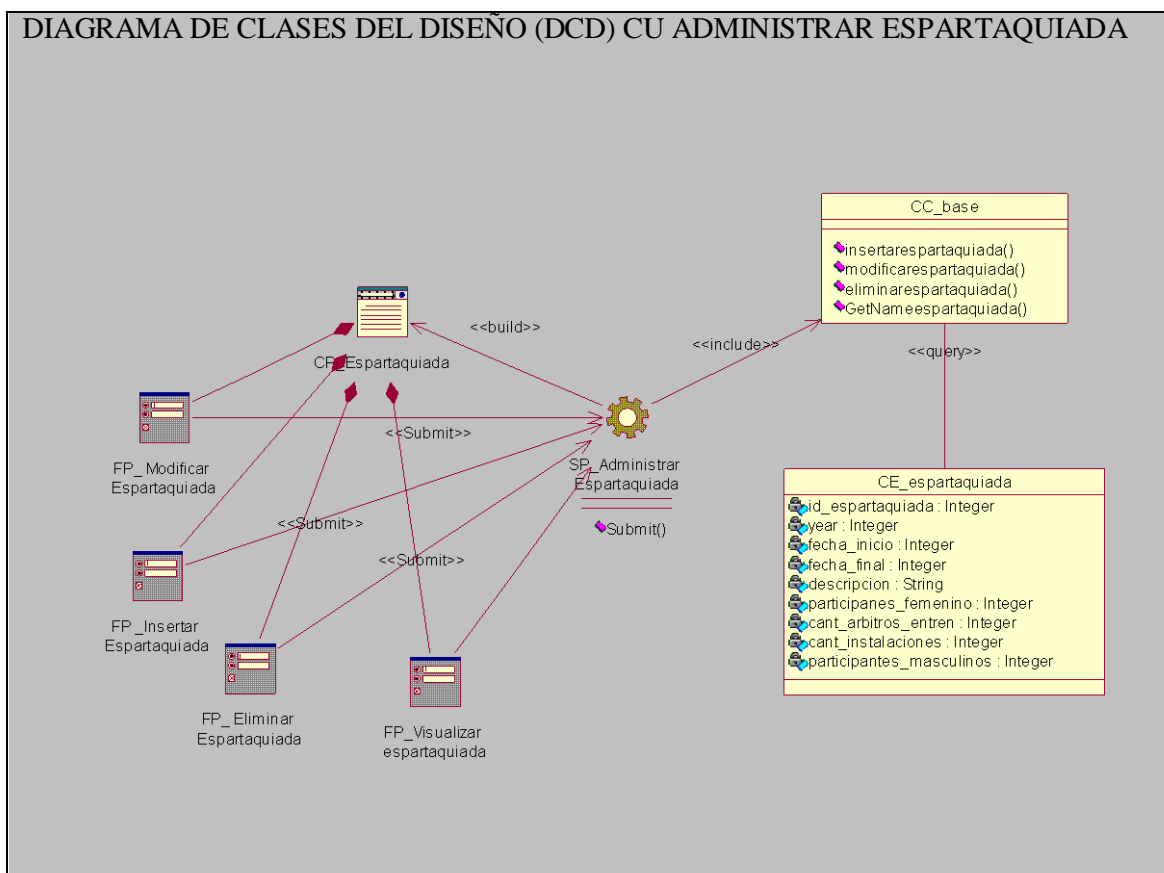 DIAGRAMA DE CLASES DEL DISEÑO (DCD) CU ADMINISTRAR ESPARTAQUIADA
CC_base
insertarespartaquiada()
modificarespartaquiada()
eliminarespartaquiada()
GetNameespartaquiada()
<<build>>
<<include>>
<<query>>
CP_Espartaquiada
<<Submit>>
FP_ Modificar
Espartaquiada
SP_Administrar
Espartaquiada
Submit()
CE_espartaquiada
id_espartaquiada : Integer
year : Integer
fecha_inicio : Integer
fecha_final : Integer
descripcion : String
participanes_femenino : Integer
cant_arbitros_entren : Integer
cant_instalaciones : Integer
participantes_masculinos : Integer
<<Submit>>
<<Submit>>
FP _Insertar
Espartaquiada
FP_ Eliminar
Espartaquiada
FP_Visualizar
espartaquiada